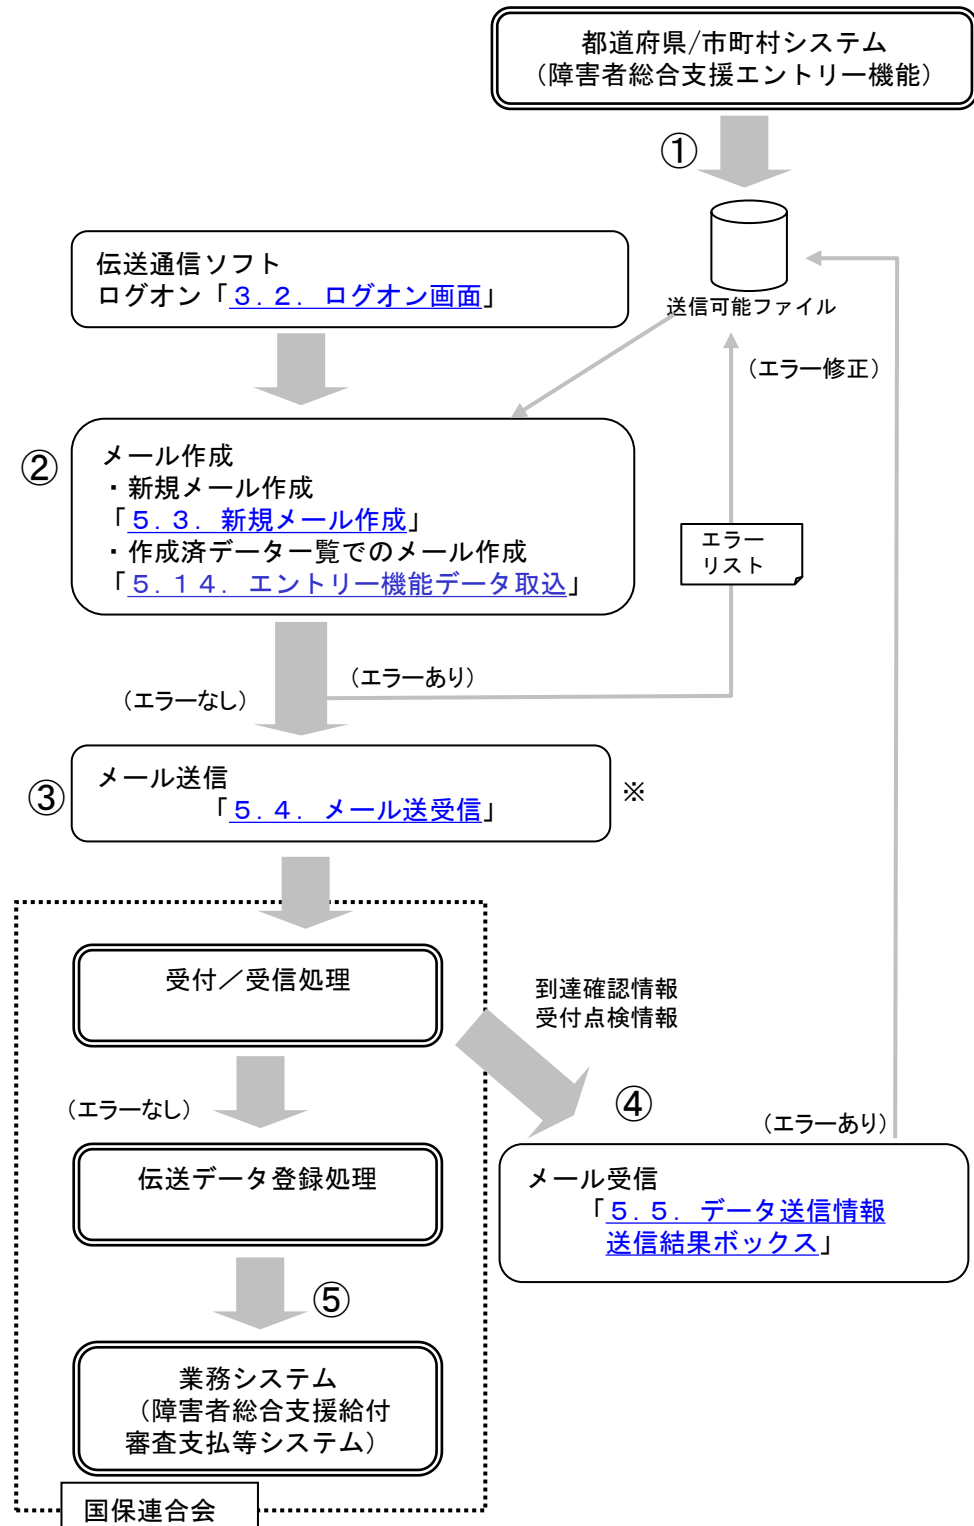 都道府県/市町村システム
（障害者総合支援エントリー機能）
①
伝送通信ソフト
ログオン「３.２．ログオン画面」
送信可能ファイル
（エラー修正）
②
メール作成
・新規メール作成
「５.３．新規メール作成」
・作成済データ一覧でのメール作成
「５.１４．エントリー機能データ取込」
エラー
リスト
（エラーなし）
（エラーあり）
③
メール送信
「５.４．メール送受信」
※
受付／受信処理
到達確認情報
受付点検情報
（エラーなし）
④
（エラーあり）
伝送データ登録処理
メール受信
「５.５．データ送信情報
送信結果ボックス」
⑤
業務システム
（障害者総合支援給付
審査支払等システム）
国保連合会